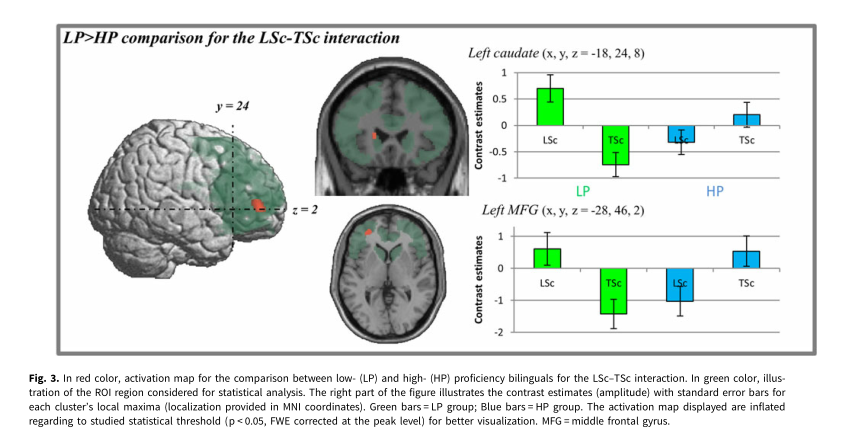 LP>HP comparison for the LSc-TSc interaction
y = 24
z = 2
Left caudate (x, y, z = -18, 24, 8)
Contrast estimates
1
0.5
0
-0.5
-1
LSc
TSc
LSc
TSc
LP
HP
Left MFG (x, y, z = -28, 46, 2)
Contrast estimates
1
0
-1
-2
LSc
TSc
LSc
TSc
Fig. 3. In red color, activation map for the comparison between low- (LP) and high- (HP) proficiency bilinguals for the LSc–TSc interaction. In green color, illus-
tration of the ROI region considered for statistical analysis. The right part of the figure illustrates the contrast estimates (amplitude) with standard error bars for
each cluster's local maxima (localization provided in MNI coordinates). Green bars = LP group; Blue bars = HP group. The activation map displayed are inflated
regarding to studied statistical threshold (p < 0.05, FWE corrected at the peak level) for better visualization. MFG = middle frontal gyrus.